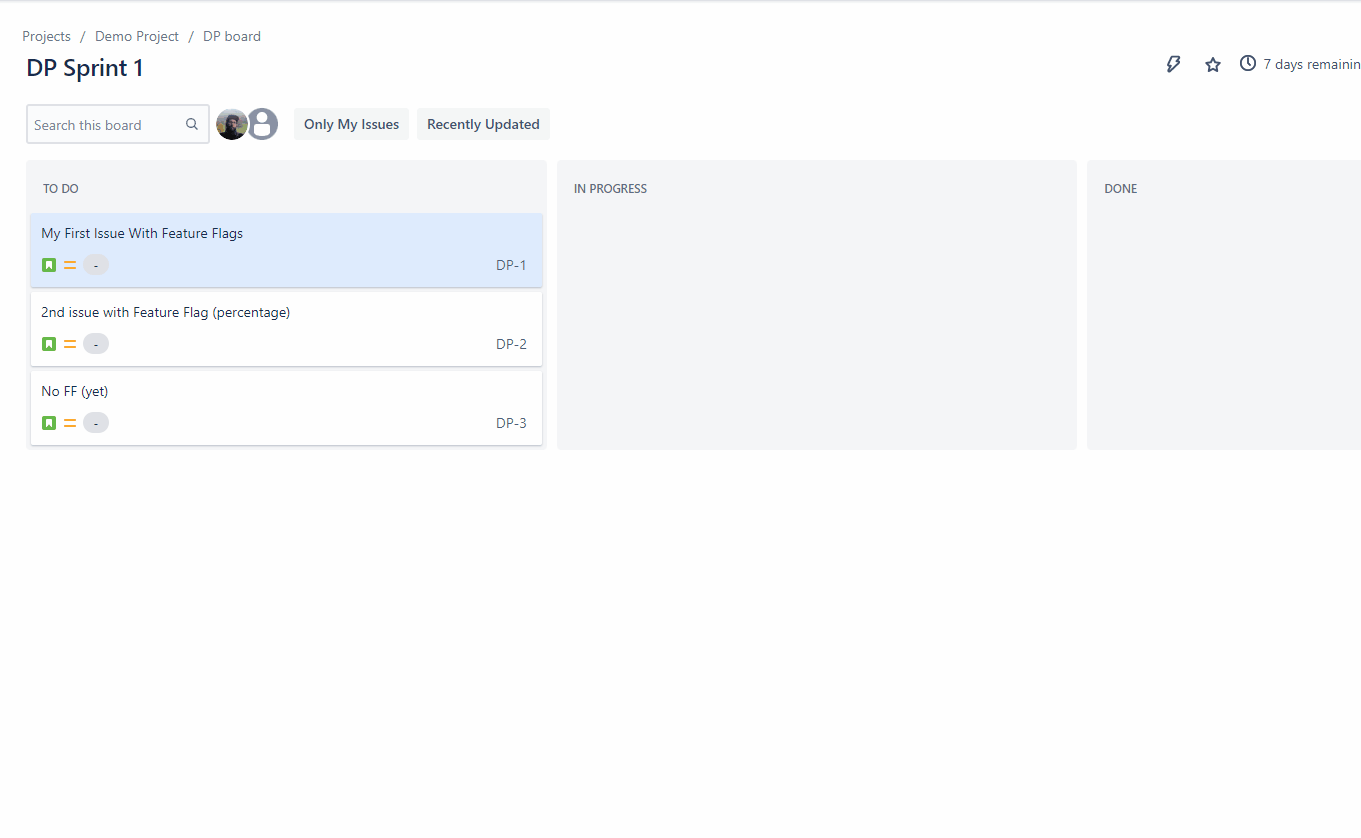 Projects / Demo Project / DP board
DP Sprint 1
7 days remainin
Search this board
Only My Issues
Recently Updated
TO DO
My First Issue With Feature Flags
- DP-1
2nd issue with Feature Flag (percentage)
- DP-2
No FF (yet)
- DP-3
IN PROGRESS
DONE